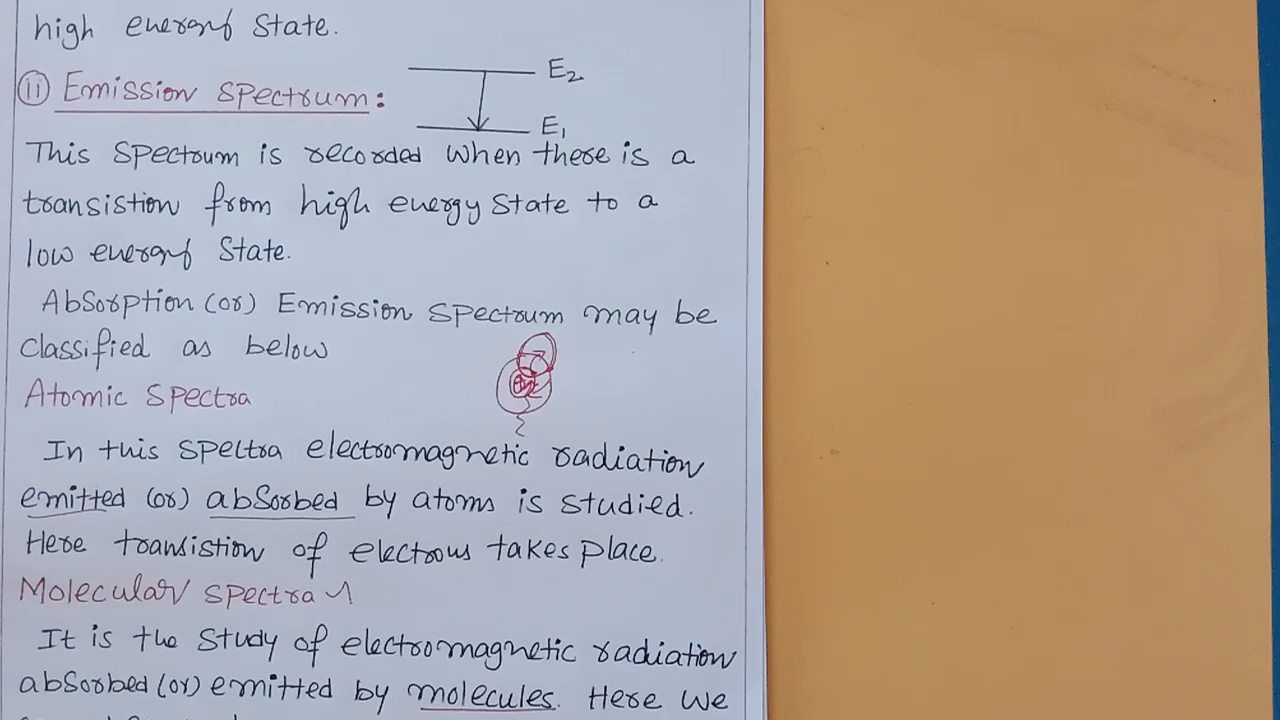 high energy State.
(ii) Emission Spectrum:
E2
E1
This Spectrum is recorded when there is a
transistion from high energy State to a
low energy State.
Absorption (or) Emission Spectrum may be
classified as below
Atomic Spectra
In this Spectra electromagnetic radiation
emitted (or) absorbed by atoms is studied.
Here transistion of electrons takes place.
Molecular Spectra
It is the Study of electromagnetic radiation
absorbed (or) emitted by molecules. Here we